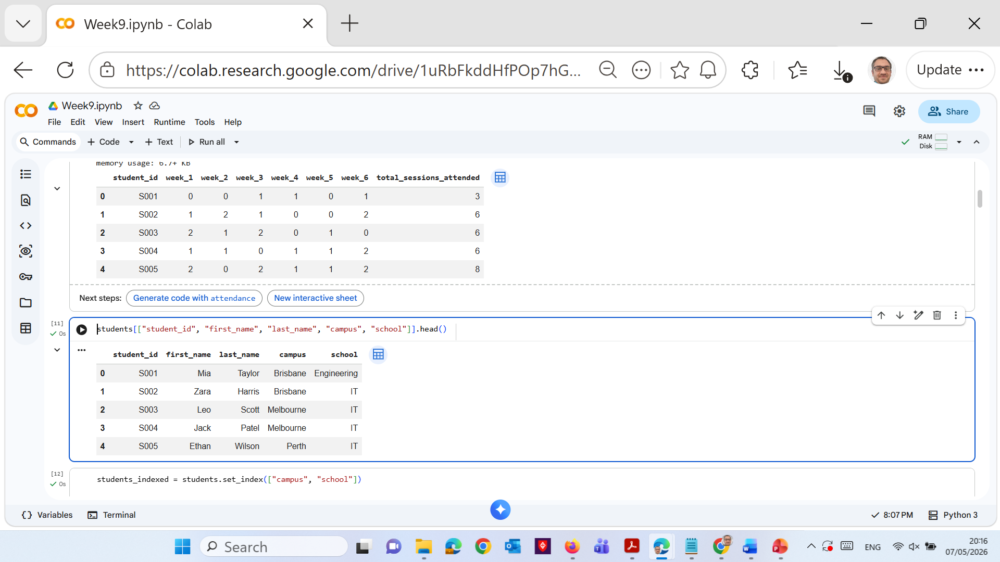 Week9.ipynb - Colab
https://colab.research.google.com/drive/1uRbFkddHfPOp7hG...
Update
Week9.ipynb
File Edit View Insert Runtime Tools Help
Share
Commands + Code + Text Run all
RAM
Disk
memory usage: 6.7+ KB
student_id week_1 week_2 week_3 week_4 week_5 week_6 total_sessions_attended
0 S001 0 0 1 1 0 1 3
1 S002 1 2 1 0 0 2 6
2 S003 2 1 2 0 1 0 6
3 S004 1 1 0 1 1 2 6
4 S005 2 0 2 1 1 2 8
Next steps: Generate code with attendance New interactive sheet
[11]
0s
students[["student_id", "first_name", "last_name", "campus", "school"]].head()
student_id first_name last_name campus school
0 S001 Mia Taylor Brisbane Engineering
1 S002 Zara Harris Brisbane IT
2 S003 Leo Scott Melbourne IT
3 S004 Jack Patel Melbourne IT
4 S005 Ethan Wilson Perth IT
[12]
0s
students_indexed = students.set_index(["campus", "school"])
Variables Terminal
8:07 PM Python 3
Search
ENG
20:16
07/05/2026